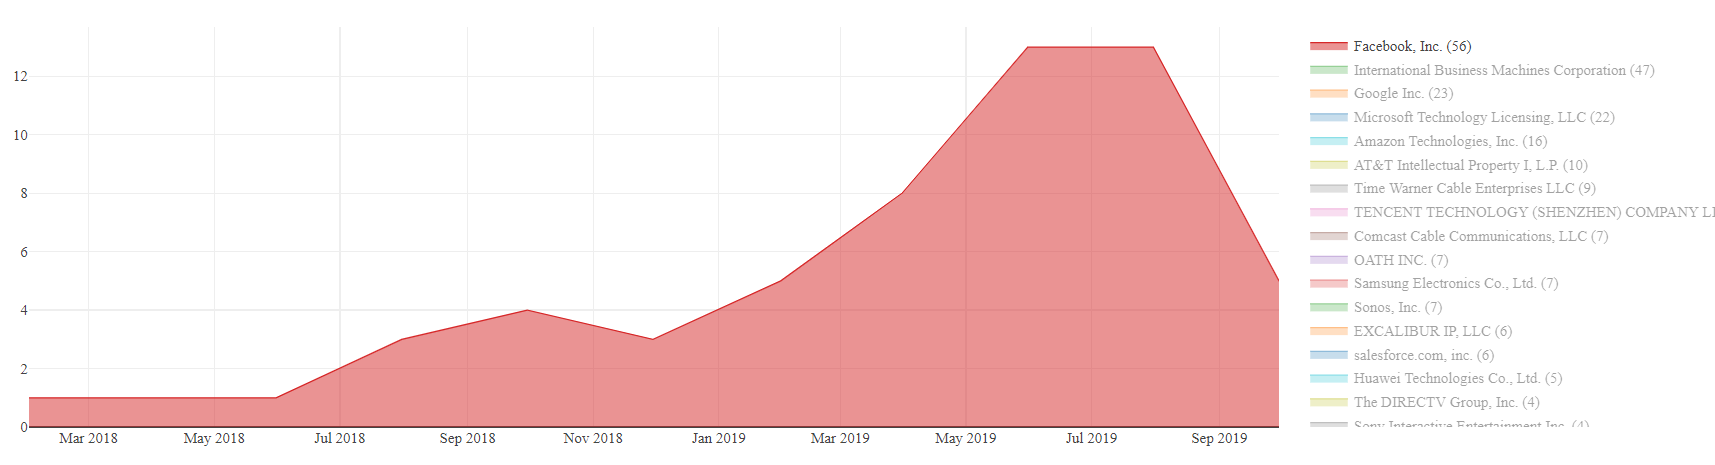 12
10
8
6
4
2
0
Mar 2018 May 2018 Jul 2018 Sep 2018 Nov 2018 Jan 2019 Mar 2019 May 2019 Jul 2019 Sep 2019
Facebook, Inc. (56)
International Business Machines Corporation (47)
Google Inc. (23)
Microsoft Technology Licensing, LLC (22)
Amazon Technologies, Inc. (16)
AT&T Intellectual Property I, L.P. (10)
Time Warner Cable Enterprises LLC (9)
TENCENT TECHNOLOGY (SHENZHEN) COMPANY
Comcast Cable Communications, LLC (7)
OATH INC. (7)
Samsung Electronics Co., Ltd. (7)
Sonos, Inc. (7)
EXCALIBUR IP, LLC (6)
salesforce.com, inc. (6)
Huawei Technologies Co., Ltd. (5)
The DIRECTV Group, Inc. (4)
Sony Interactive Entertainment Inc. (4)